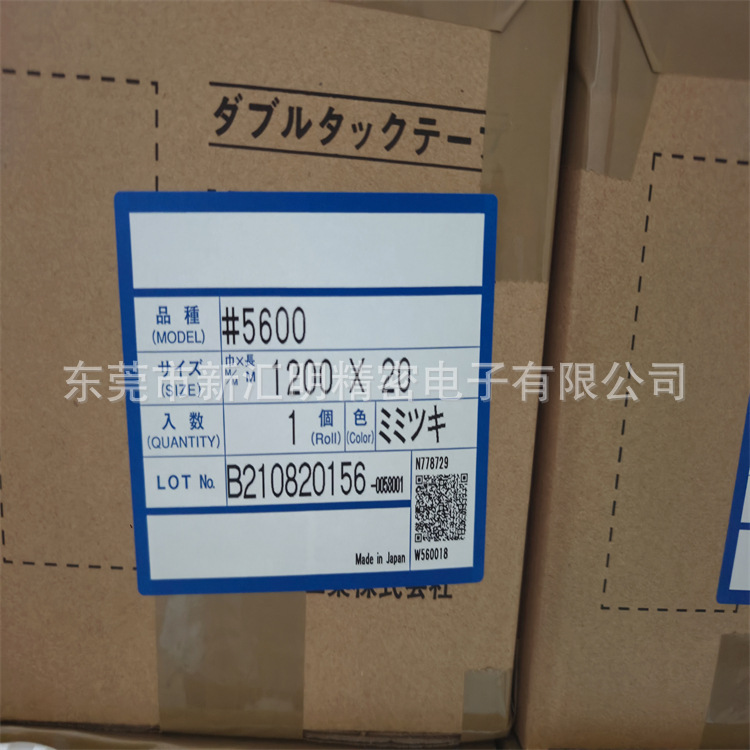 ダブルタックテープ
品種
(MODEL)
#5600
サイズ
(SIZE)
巾×長
M/M M
1200 X 20
入数
(QUANTITY)
1 個
(Roll)
色
(Color)
ミミツキ
LOT No.
B210820156-0058001
N778729
W560018
Made in Japan
工業株式会社
东莞市新汇明精密电子有限公司